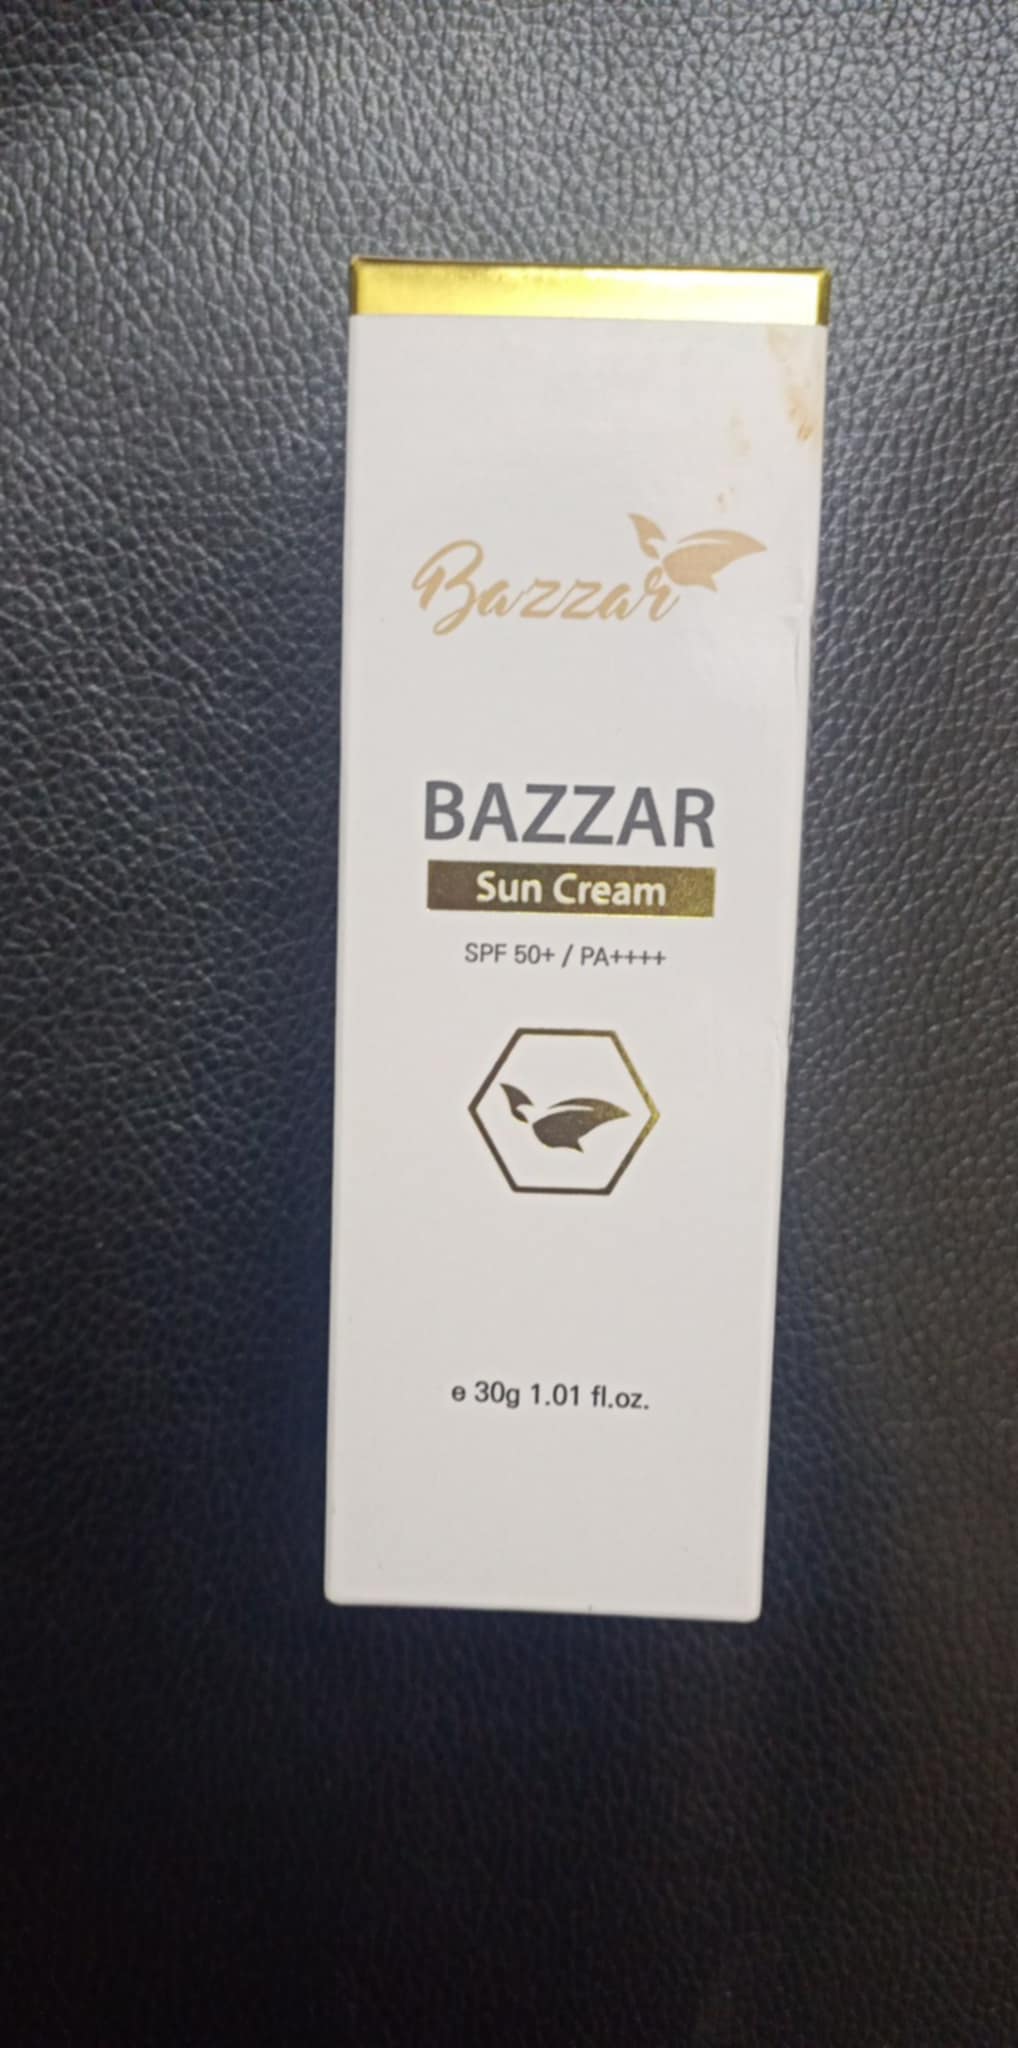 Bazzar
BAZZAR
Sun Cream
SPF 50+ / PA++++
e 30g 1.01 fl.oz.